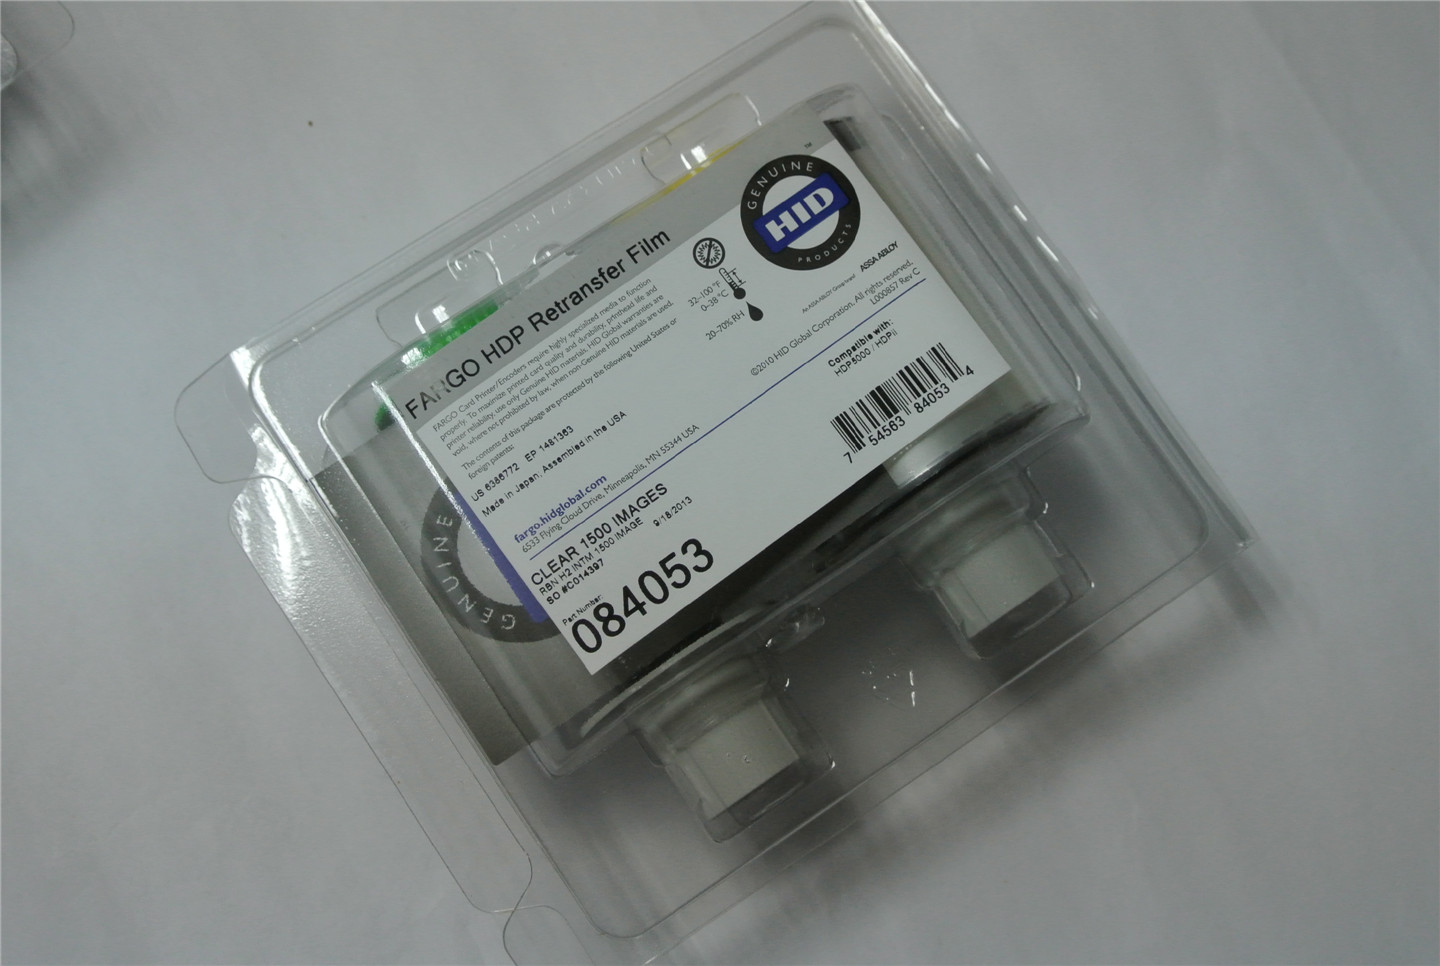 FARGO HDP Retransfer Film
FARGO Card Printer/Encoders require highly specialized media to function
properly. To maximize printed card quality and durability, printhead life and
printer reliability, use only Genuine HID materials. HID Global warranties are
void, where not prohibited by law, when non-Genuine HID materials are used.
The contents of this package are protected by the following United States or
foreign patents:
US 6386772 EP 1481363
Made in Japan, Assembled in the USA
GENUINE
HID
PRODUCTS
™
32-100 °F
0-38 °C
20-70% RH
An ASSA ABLOY Group brand
ASSA ABLOY
©2010 HID Global Corporation. All rights reserved.
L000857 Rev C
fargo.hidglobal.com
6533 Flying Cloud Drive, Minneapolis, MN 55344 USA
Compatible with:
HDP5000 / HDPii
7 54563 84053 4
CLEAR 1500 IMAGES
RBN H2 INTM 1500 IMAGE 9/18/2013
SO #C014397
Part Number:
084053
GENUINE